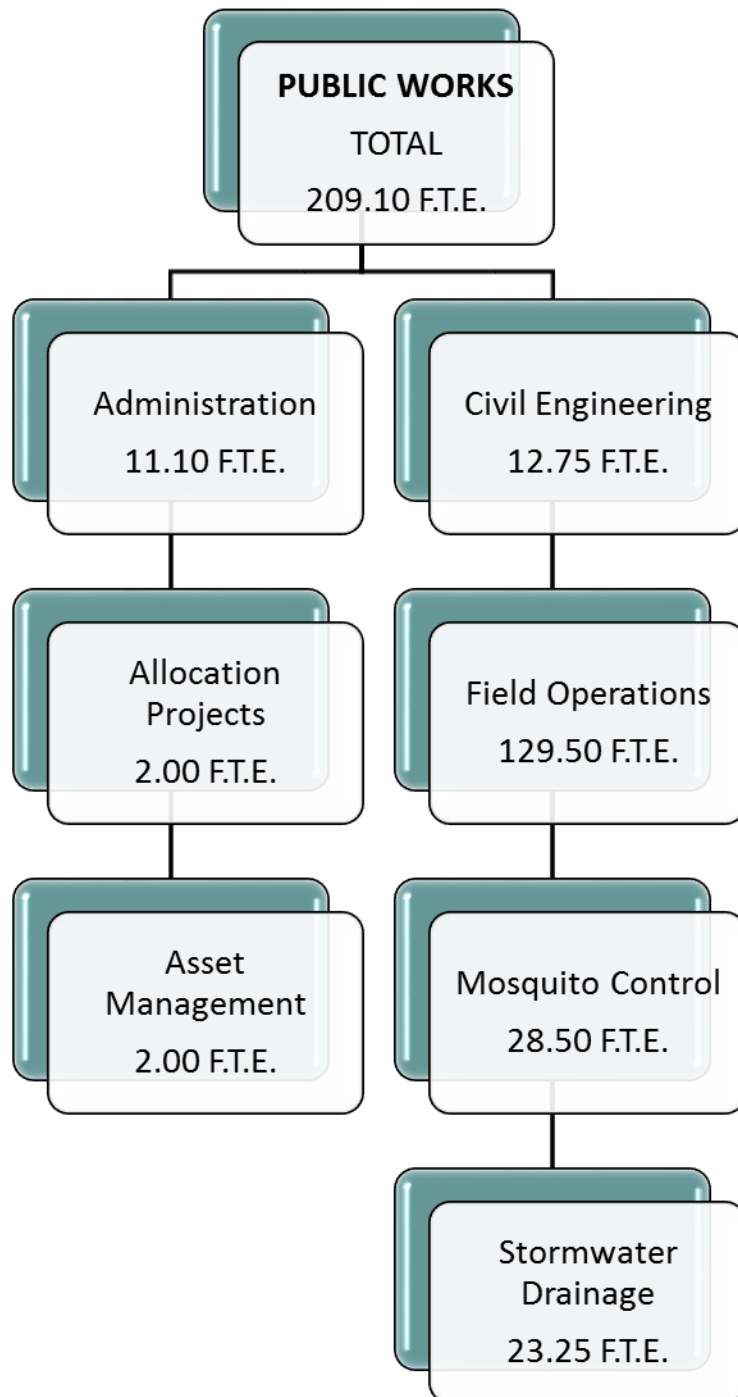 PUBLIC WORKS
TOTAL
209.10 F.T.E.
Administration
11.10 F.T.E.
Allocation
Projects
2.00 F.T.E.
Asset
Management
2.00 F.T.E.
Civil Engineering
12.75 F.T.E.
Field Operations
129.50 F.T.E.
Mosquito Control
28.50 F.T.E.
Stormwater
Drainage
23.25 F.T.E.